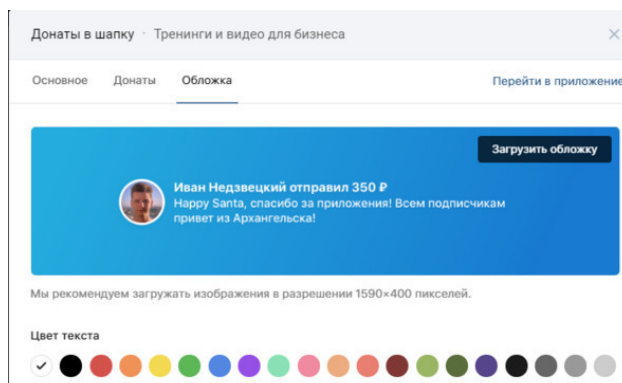 Донаты в шапку · Тренинги и видео для бизнеса
Основное Донаты Обложка Перейти в приложение
Загрузить обложку
Иван Недзвецкий отправил 350 ₽
Happy Santa, спасибо за приложения! Всем подписчикам
привет из Архангельска!
Мы рекомендуем загружать изображения в разрешении 1590×400 пикселей.
Цвет текста